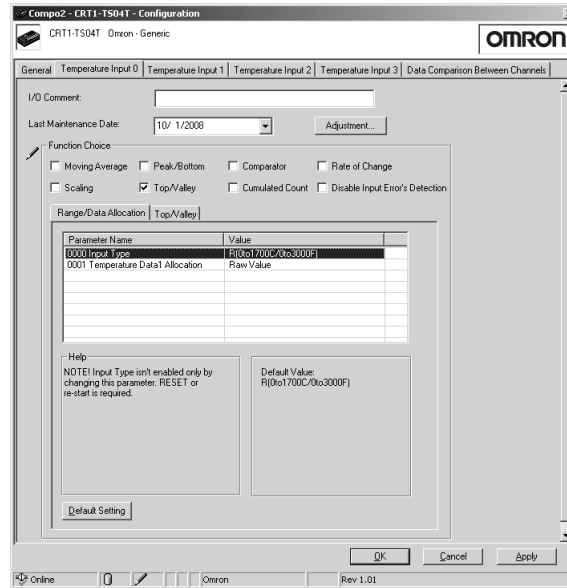 Compo2 - CRT1-TS04T - Configuration
CRT1-TS04T Omron - Generic
OMRON
General Temperature Input 0 Temperature Input 1 Temperature Input 2 Temperature Input 3 Data Comparison Between Channels
I/O Comment:
Last Maintenance Date: 10/ 1/2008 Adjustment...
Function Choice
Moving Average Peak/Bottom Comparator Rate of Change
Scaling Top/Valley Cumulated Count Disable Input Error's Detection
Range/Data Allocation Top/Valley
Parameter Name Value
0000 Input Type R(0to1700C/0to3000F)
0001 Temperature Data1 Allocation Raw Value
Help
NOTE! Input Type isn't enabled only by
changing this parameter. RESET or
re-start is required.
Default Value:
R(0to1700C/0to3000F)
Default Setting
OK Cancel Apply
Online Omron Rev 1.01